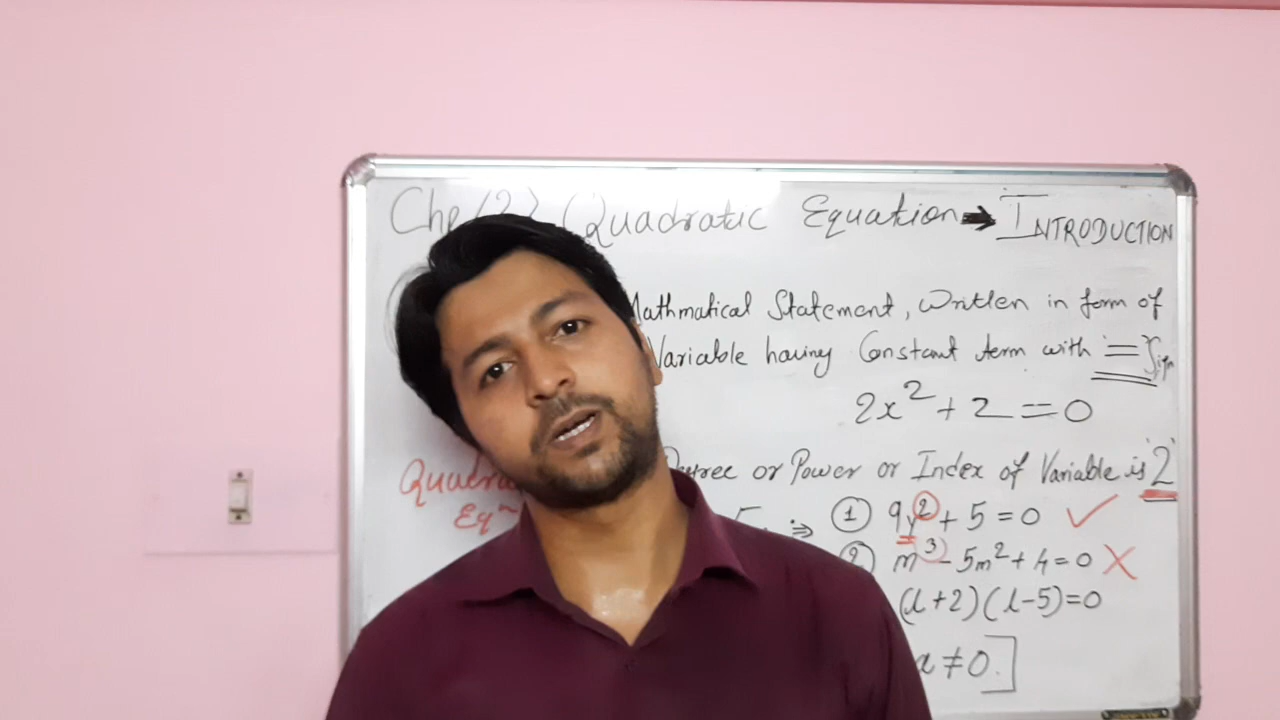 Chp (2) Quadratic Equation → INTRODUCTION
Mathmatical Statement, Written in form of
Variable having Constant term with = Sign
2x² + 2 = 0
Degree or Power or Index of Variable is '2'
Eqⁿ
⇒ ① 9y² + 5 = 0 ✓
② m³ - 5m² + 4 = 0 X
(l+2)(l-5)=0
a ≠ 0.]